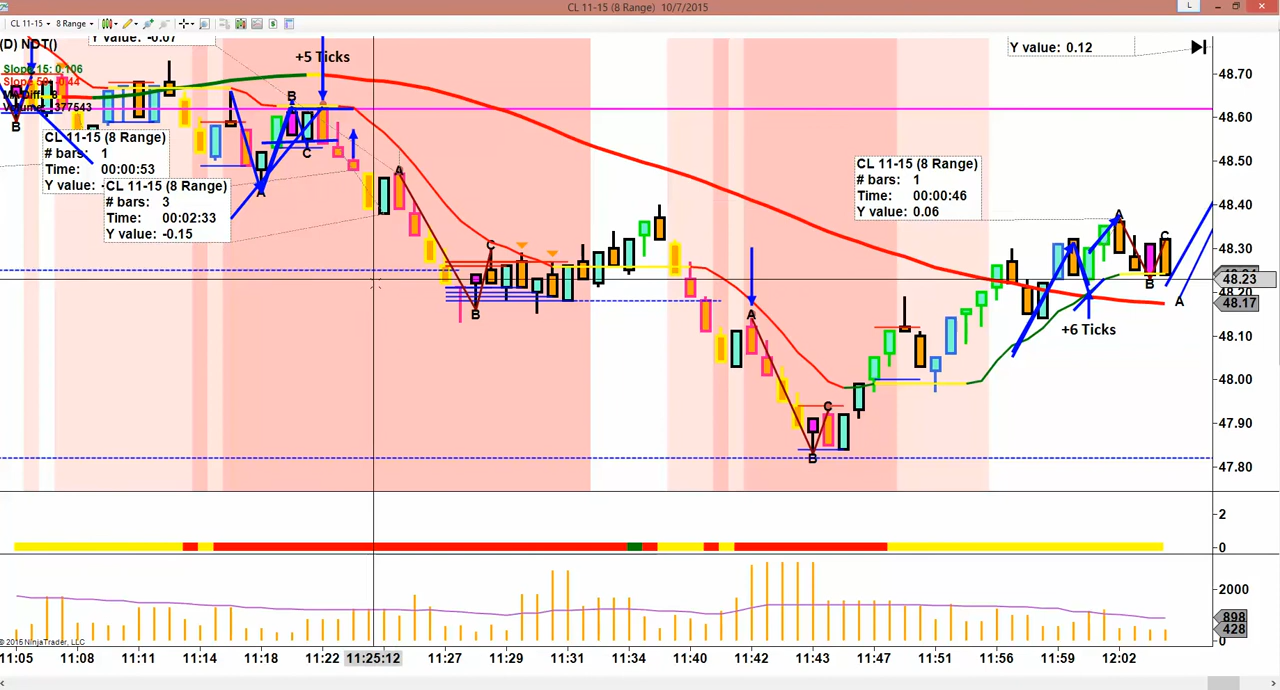 CL 11-15 (8 Range)  10/7/2015
L
CL 11-15
8 Range
(D) NDT()
Slope 15: 0.106
Volume: 377543
Y value: -0.07
+5 Ticks
Y value: 0.12
CL 11-15 (8 Range)
# bars: 1
Time: 00:00:53
Y value: -
CL 11-15 (8 Range)
# bars: 3
Time: 00:02:33
Y value: -0.15
CL 11-15 (8 Range)
# bars: 1
Time: 00:00:46
Y value: 0.06
+6 Ticks
B
A
B
C
A
B
C
A
B
C
A
B
C
A
48.70
48.60
48.50
48.40
48.30
48.23
48.20
48.17
48.10
48.00
47.90
47.80
2
0
2000
898
428
0
© 2015 NinjaTrader, LLC
11:05
11:08
11:11
11:14
11:18
11:22
11:25:12
11:27
11:29
11:31
11:34
11:40
11:42
11:43
11:47
11:51
11:56
11:59
12:02